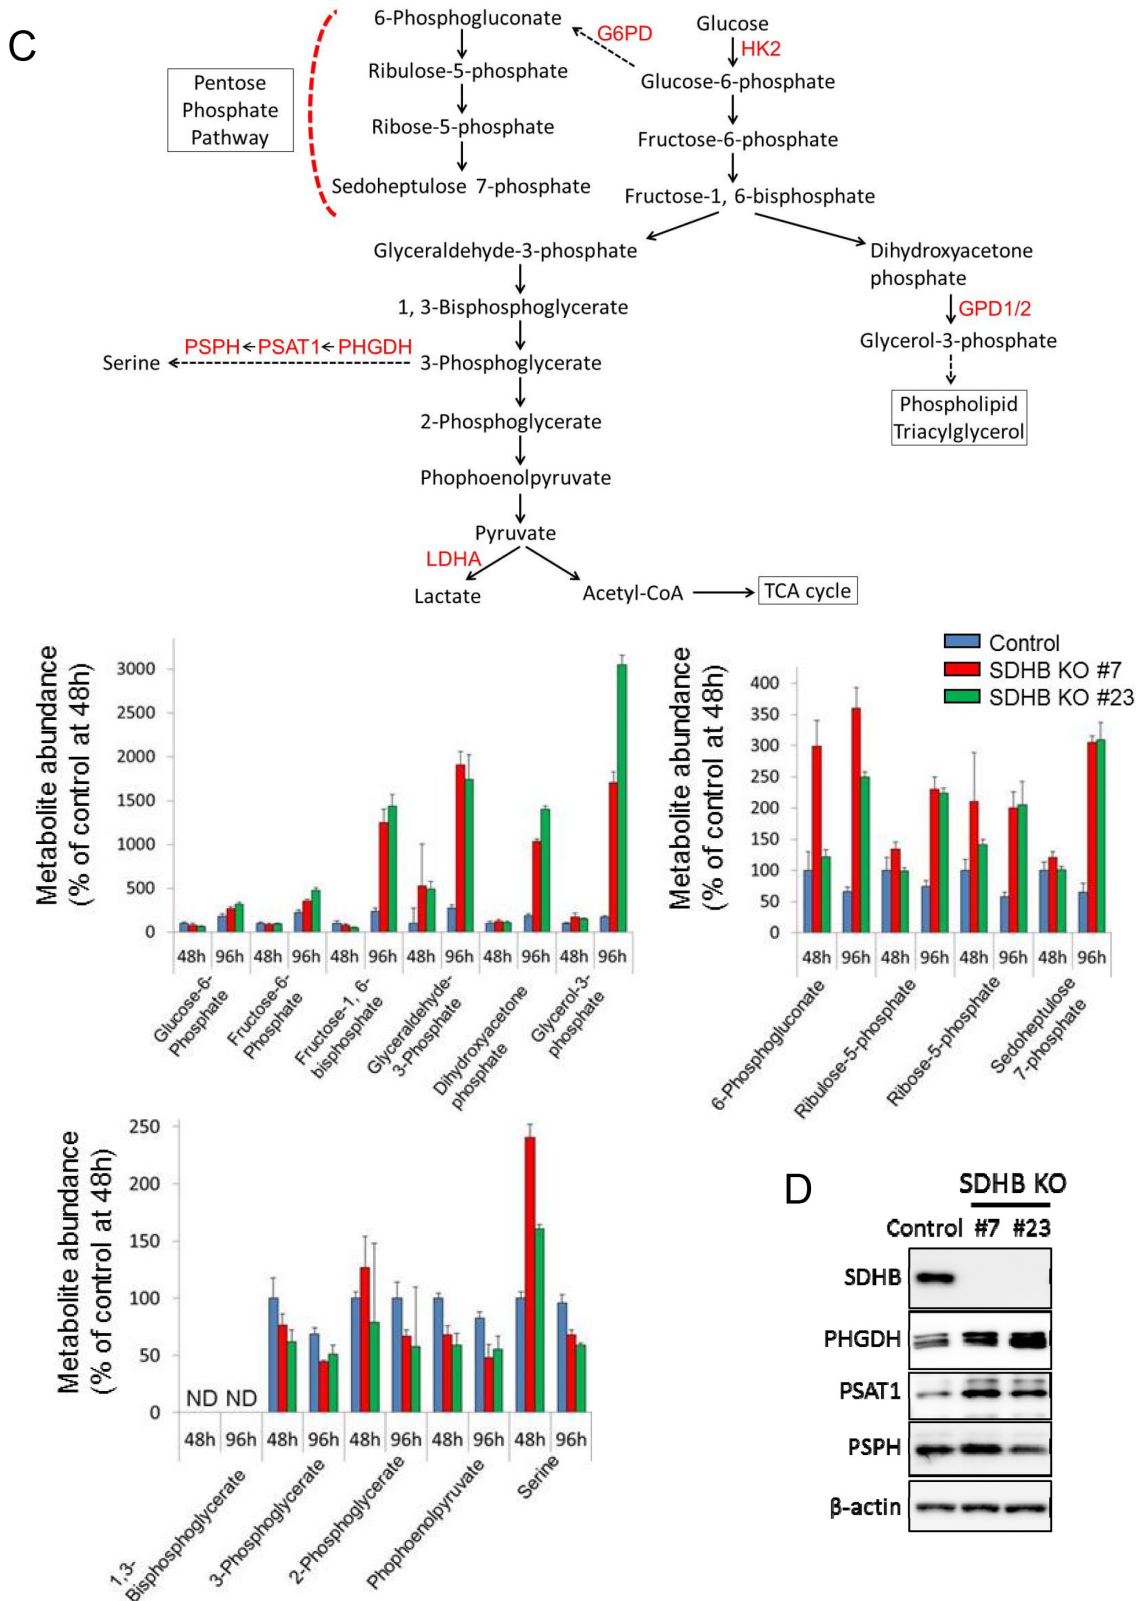 C
6-Phosphogluconate
G6PD
Glucose
HK2
Ribulose-5-phosphate
Glucose-6-phosphate
Pentose
Phosphate
Pathway
Ribose-5-phosphate
Fructose-6-phosphate
Sedoheptulose 7-phosphate
Fructose-1, 6-bisphosphate
Glyceraldehyde-3-phosphate
Dihydroxyacetone
phosphate
1, 3-Bisphosphoglycerate
GPD1/2
Glycerol-3-phosphate
Serine
PSPH
PSAT1
PHGDH
3-Phosphoglycerate
Phospholipid
Triacylglycerol
2-Phosphoglycerate
Phophoenolpyruvate
Pyruvate
LDHA
Lactate
Acetyl-CoA
TCA cycle
Metabolite abundance
(% of control at 48h)
3000
2500
2000
1500
1000
500
0
48h 96h 48h 96h 48h 96h 48h 96h 48h 96h 48h 96h
Glucose-6-
Phosphate
Fructose-6-
Phosphate
Fructose-1, 6-
bisphosphate
Glyceraldehyde-
3-Phosphate
Dihydroxyacetone
phosphate
Glycerol-3-
phosphate
Control
SDHB KO #7
SDHB KO #23
Metabolite abundance
(% of control at 48h)
400
350
300
250
200
150
100
50
0
48h 96h 48h 96h 48h 96h 48h 96h
6-Phosphogluconate
Ribulose-5-phosphate
Ribose-5-phosphate
Sedoheptulose
7-phosphate
Metabolite abundance
(% of control at 48h)
250
200
150
100
50
0
ND ND
48h 96h 48h 96h 48h 96h 48h 96h 48h 96h
1,3-
Bisphosphoglycerate
3-Phosphoglycerate
2-Phosphoglycerate
Phophoenolpyruvate
Serine
D
SDHB KO
Control #7 #23
SDHB
PHGDH
PSAT1
PSPH
β-actin